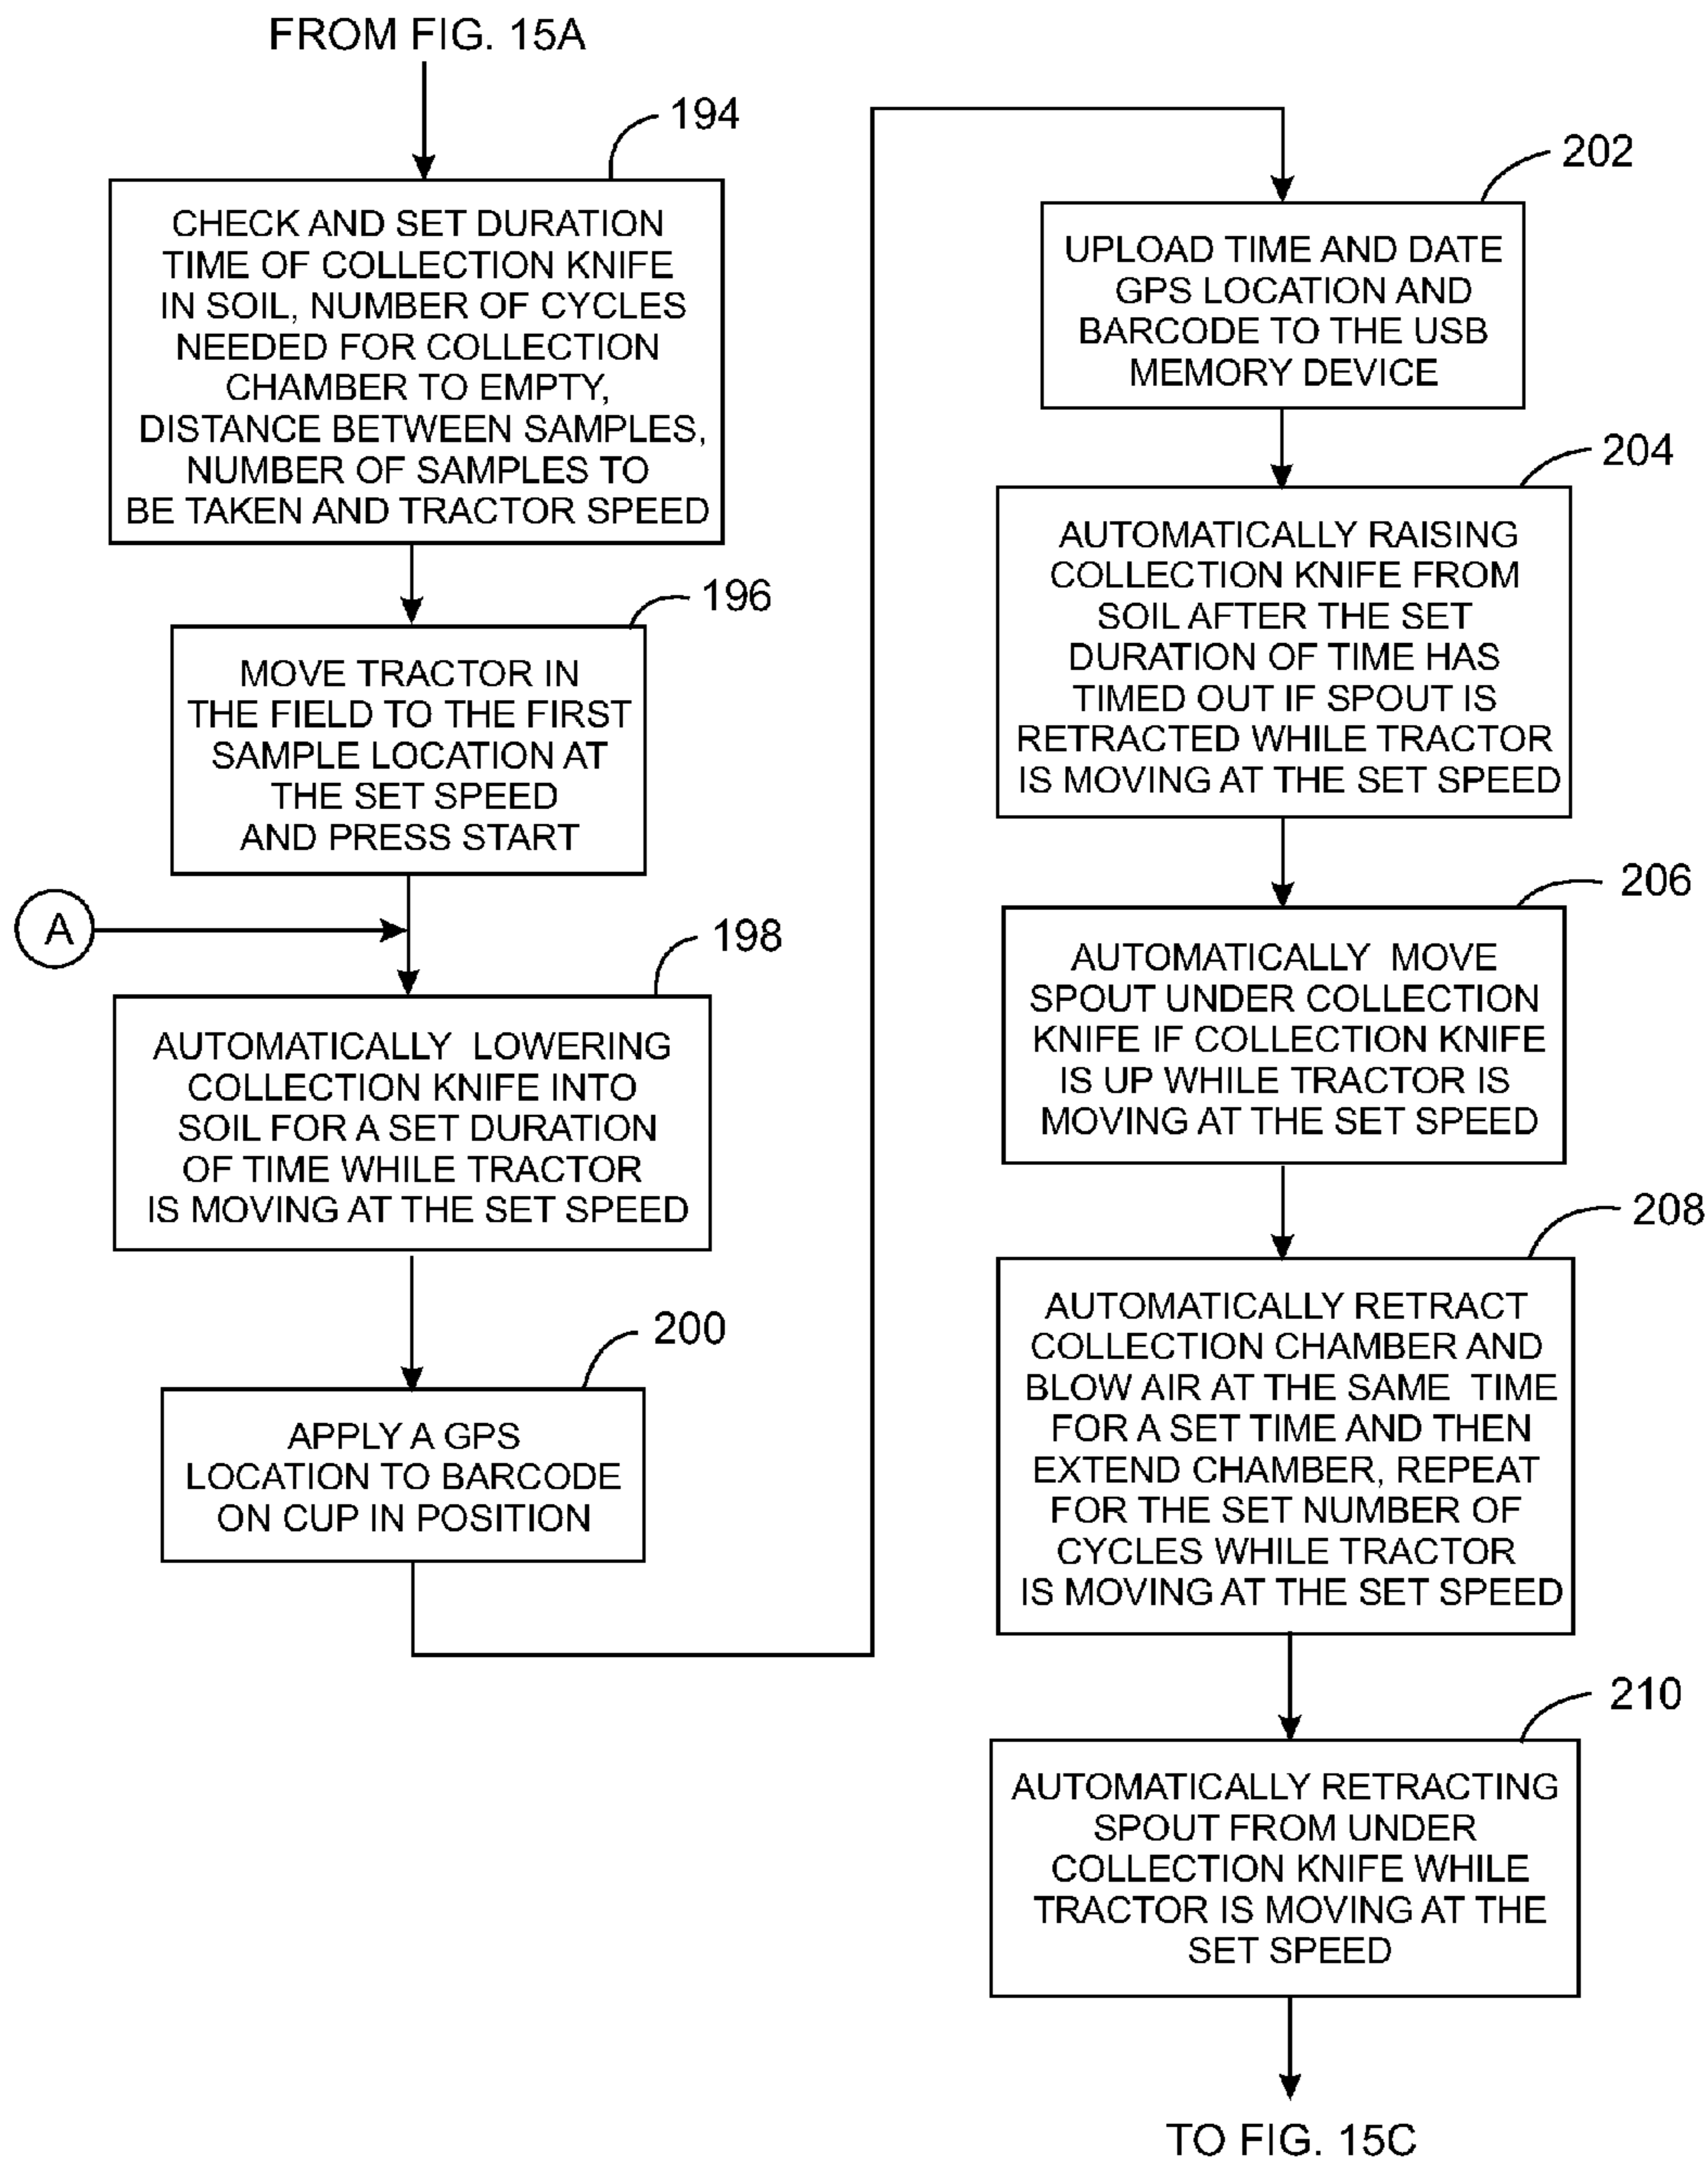 FROM FIG. 15A
194
CHECK AND SET DURATION
TIME OF COLLECTION KNIFE
IN SOIL, NUMBER OF CYCLES
NEEDED FOR COLLECTION
CHAMBER TO EMPTY,
DISTANCE BETWEEN SAMPLES,
NUMBER OF SAMPLES TO
BE TAKEN AND TRACTOR SPEED
196
MOVE TRACTOR IN
THE FIELD TO THE FIRST
SAMPLE LOCATION AT
THE SET SPEED
AND PRESS START
A
198
AUTOMATICALLY LOWERING
COLLECTION KNIFE INTO
SOIL FOR A SET DURATION
OF TIME WHILE TRACTOR
IS MOVING AT THE SET SPEED
200
APPLY A GPS
LOCATION TO BARCODE
ON CUP IN POSITION
202
UPLOAD TIME AND DATE
GPS LOCATION AND
BARCODE TO THE USB
MEMORY DEVICE
204
AUTOMATICALLY RAISING
COLLECTION KNIFE FROM
SOIL AFTER THE SET
DURATION OF TIME HAS
TIMED OUT IF SPOUT IS
RETRACTED WHILE TRACTOR
IS MOVING AT THE SET SPEED
206
AUTOMATICALLY MOVE
SPOUT UNDER COLLECTION
KNIFE IF COLLECTION KNIFE
IS UP WHILE TRACTOR IS
MOVING AT THE SET SPEED
208
AUTOMATICALLY RETRACT
COLLECTION CHAMBER AND
BLOW AIR AT THE SAME TIME
FOR A SET TIME AND THEN
EXTEND CHAMBER, REPEAT
FOR THE SET NUMBER OF
CYCLES WHILE TRACTOR
IS MOVING AT THE SET SPEED
210
AUTOMATICALLY RETRACTING
SPOUT FROM UNDER
COLLECTION KNIFE WHILE
TRACTOR IS MOVING AT THE
SET SPEED
TO FIG. 15C